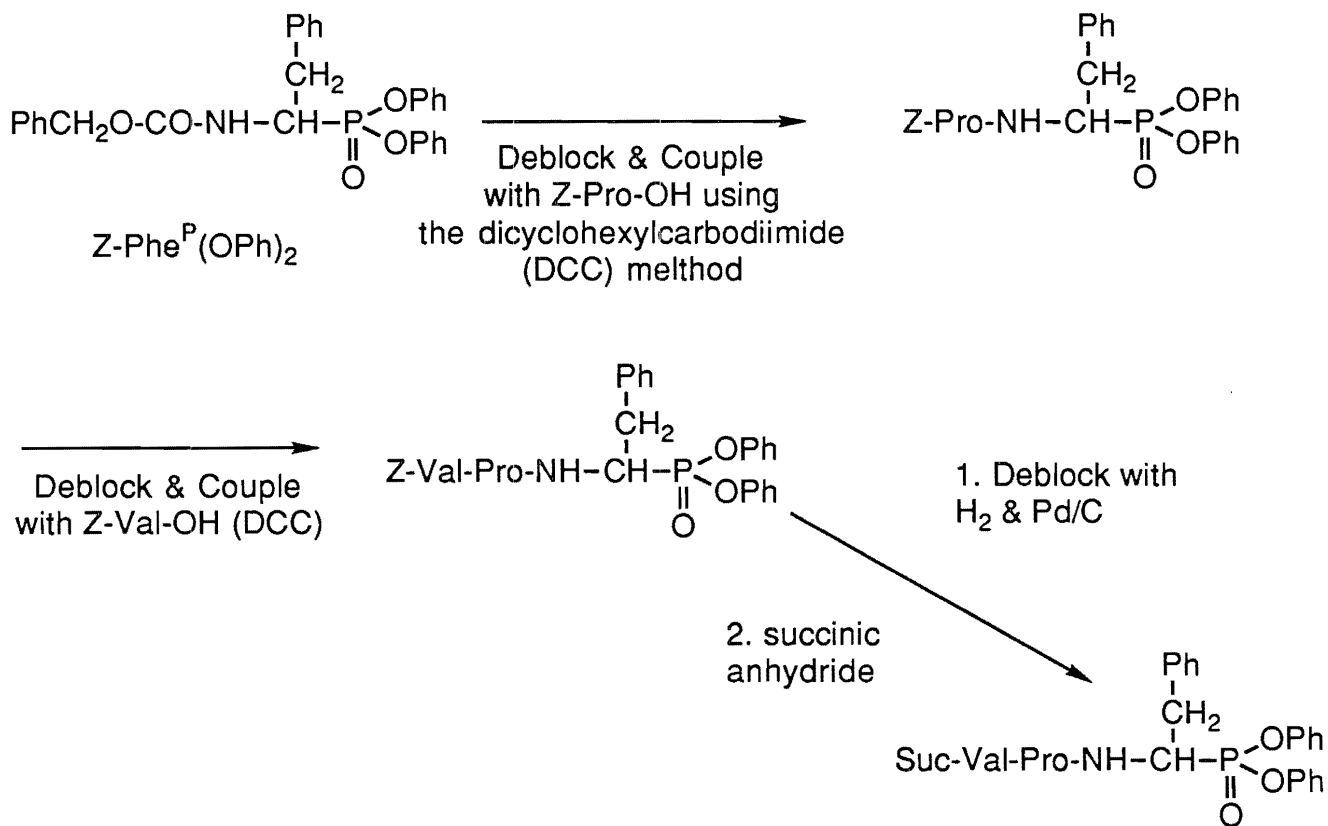 Ph
CH2
PhCH2O-CO-NH-CH-P
OPh
OPh
O
Z-Phe^P(OPh)2
Deblock & Couple
with Z-Pro-OH using
the dicyclohexylcarbodiimide
(DCC) melthod
Ph
CH2
Z-Pro-NH-CH-P
OPh
OPh
O
Deblock & Couple
with Z-Val-OH (DCC)
Ph
CH2
Z-Val-Pro-NH-CH-P
OPh
OPh
O
1. Deblock with
H2 & Pd/C
2. succinic
anhydride
Ph
CH2
Suc-Val-Pro-NH-CH-P
OPh
OPh
O